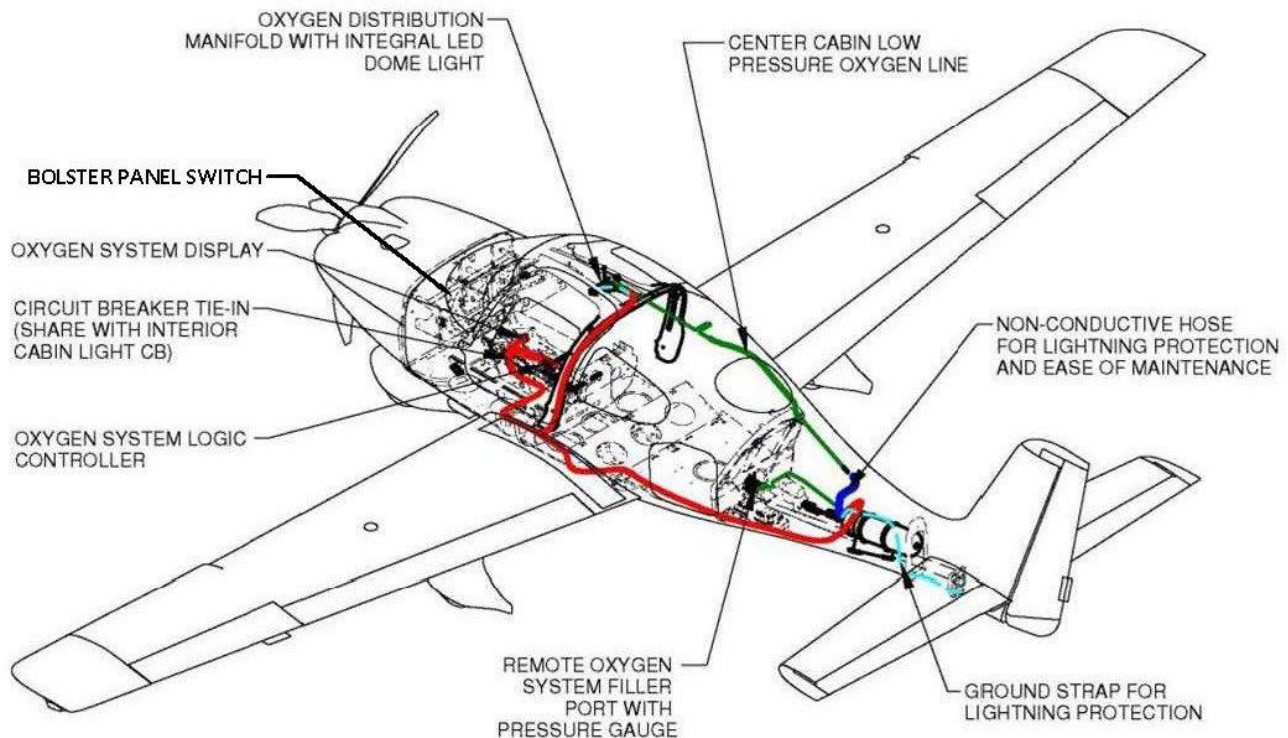 OXYGEN DISTRIBUTION
MANIFOLD WITH INTEGRAL LED
DOME LIGHT
CENTER CABIN LOW
PRESSURE OXYGEN LINE
BOLSTER PANEL SWITCH
OXYGEN SYSTEM DISPLAY
CIRCUIT BREAKER TIE-IN
(SHARE WITH INTERIOR
CABIN LIGHT CB)
NON-CONDUCTIVE HOSE
FOR LIGHTNING PROTECTION
AND EASE OF MAINTENANCE
OXYGEN SYSTEM LOGIC
CONTROLLER
REMOTE OXYGEN
SYSTEM FILLER
PORT WITH
PRESSURE GAUGE
GROUND STRAP FOR
LIGHTNING PROTECTION